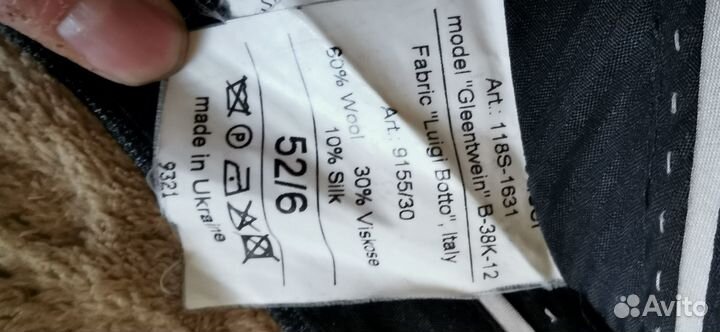 Art.: 118S-1631
model "Gleentwein" B-38K-12
Fabric "Luigi Botto", Italy
Art.: 9155/30
60% Wool 30% Viskose
10% Silk
52/6
made in Ukraine
9321
Avito